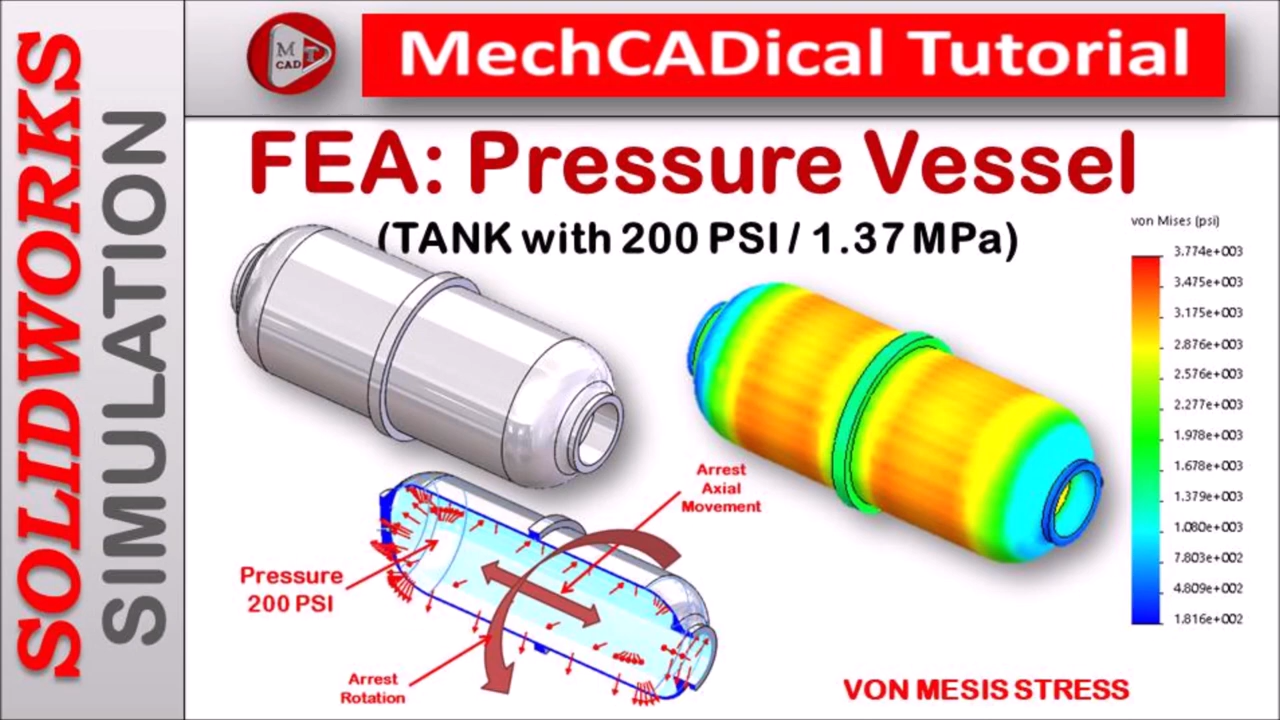 SOLIDWORKS
SIMULATION
M T
CAD
MechCADical Tutorial
FEA: Pressure Vessel
(TANK with 200 PSI / 1.37 MPa)
von Mises (psi)
3.774e+003
3.475e+003
3.175e+003
2.876e+003
2.576e+003
2.277e+003
1.978e+003
1.678e+003
1.379e+003
1.080e+003
7.803e+002
4.809e+002
1.816e+002
Arrest
Axial
Movement
Pressure
200 PSI
Arrest
Rotation
VON MESIS STRESS